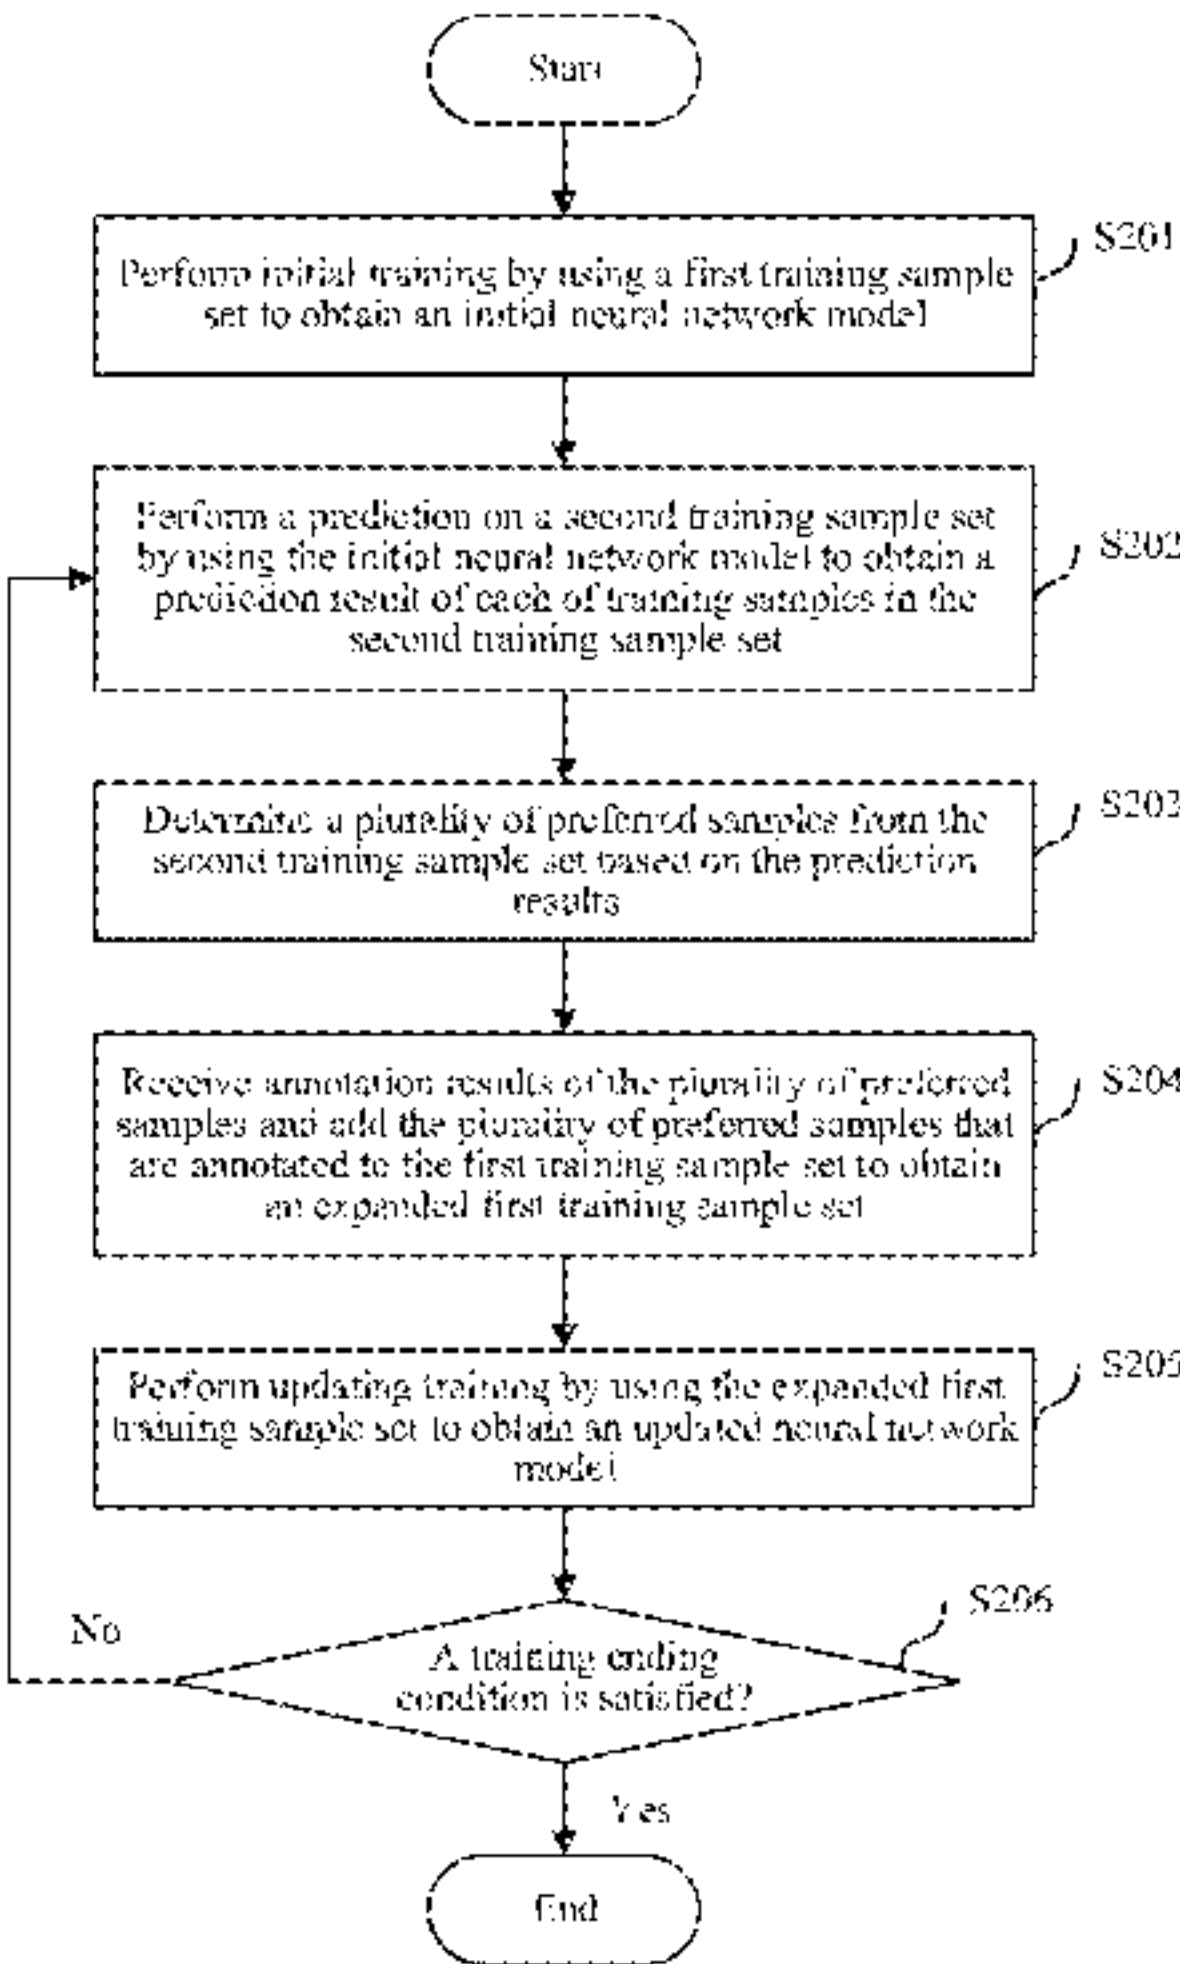 Start
S201
Perform initial training by using a first training sample
set to obtain an initial neural network model
S202
Perform a prediction on a second training sample set
by using the initial neural network model to obtain a
prediction result of each of training samples in the
second training sample set
S203
Determine a plurality of preferred samples from the
second training sample set based on the prediction
results
S204
Receive annotation results of the plurality of preferred
samples and add the plurality of preferred samples that
are annotated to the first training sample set to obtain
an expanded first training sample set
S205
Perform updating training by using the expanded first
training sample set to obtain an updated neural network
model
S206
No
A training ending
condition is satisfied?
Yes
End